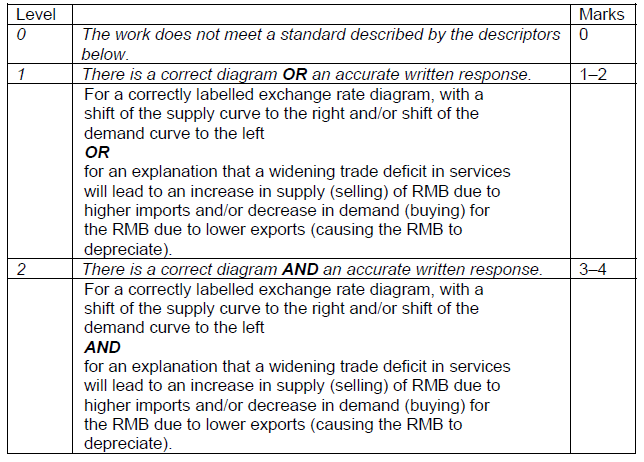 Level Marks
0 The work does not meet a standard described by the descriptors 0
below.
1 There is a correct diagram OR an accurate written response. 1–2
For a correctly labelled exchange rate diagram, with a
shift of the supply curve to the right and/or shift of the
demand curve to the left
OR
for an explanation that a widening trade deficit in services
will lead to an increase in supply (selling) of RMB due to
higher imports and/or decrease in demand (buying) for
the RMB due to lower exports (causing the RMB to
depreciate).
2 There is a correct diagram AND an accurate written response. 3–4
For a correctly labelled exchange rate diagram, with a
shift of the supply curve to the right and/or shift of the
demand curve to the left
AND
for an explanation that a widening trade deficit in services
will lead to an increase in supply (selling) of RMB due to
higher imports and/or decrease in demand (buying) for
the RMB due to lower exports (causing the RMB to
depreciate).